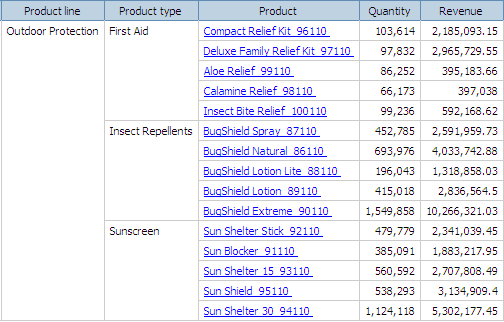 Product line Product type Product Quantity Revenue
Outdoor Protection First Aid Compact Relief Kit 96110 103,614 2,185,093.15
Deluxe Family Relief Kit 97110 97,832 2,965,729.55
Aloe Relief 99110 86,252 395,183.66
Calamine Relief 98110 66,173 397,038
Insect Bite Relief 100110 99,236 592,168.62
Insect Repellents BugShield Spray 87110 452,785 2,591,959.73
BugShield Natural 86110 693,976 4,033,742.88
BugShield Lotion Lite 88110 196,043 1,318,858.03
BugShield Lotion 89110 415,018 2,836,564.5
BugShield Extreme 90110 1,549,858 10,266,321.03
Sunscreen Sun Shelter Stick 92110 479,779 2,341,039.45
Sun Blocker 91110 385,091 1,883,217.95
Sun Shelter 15 93110 560,592 2,707,808.49
Sun Shield 95110 538,293 3,134,909.4
Sun Shelter 30 94110 1,124,118 5,302,177.45